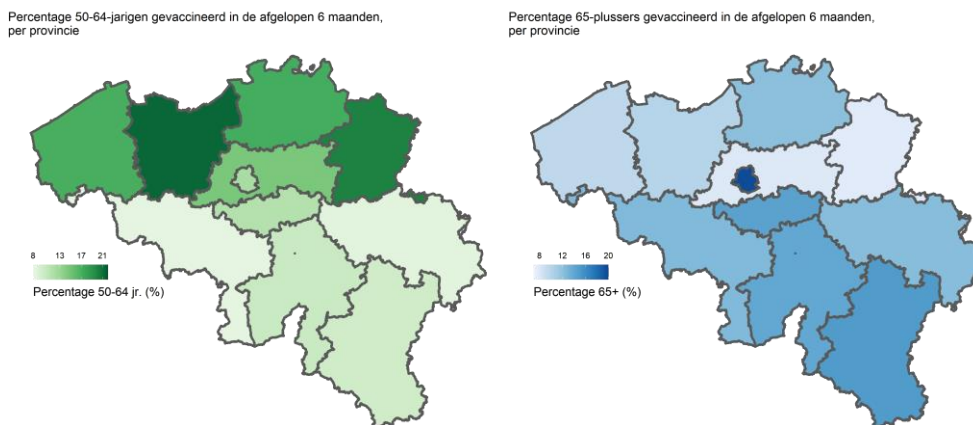 Percentage 50-64-jarigen gevaccineerd in de afgelopen 6 maanden,
per provincie
8 13 17 21
Percentage 50-64 jr. (%)
Percentage 65-plussers gevaccineerd in de afgelopen 6 maanden,
per provincie
8 12 16 20
Percentage 65+ (%)